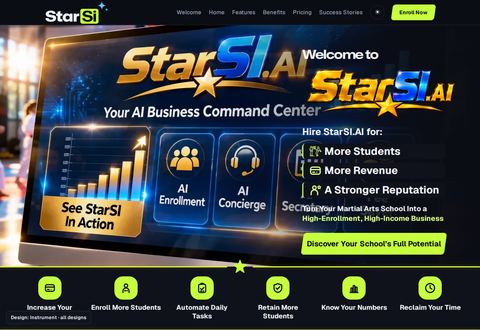 StarSi
Welcome
Home
Features
Benefits
Pricing
Success Stories
Enroll Now
StarSI.AI
Your AI Business Command Center
See StarSI
In Action
AI
Enrollment
AI
Concierge
AI
Welcome to
StarSI.AI
Hire StarSI.AI for:
More Students
More Revenue
A Stronger Reputation
Turn Your Martial Arts School Into a
High-Enrollment, High-Income Business
Discover Your School's Full Potential
Increase Your
Enroll More Students
Automate Daily
Tasks
Retain More
Students
Know Your Numbers
Reclaim Your Time
Design: Instrument · all designs